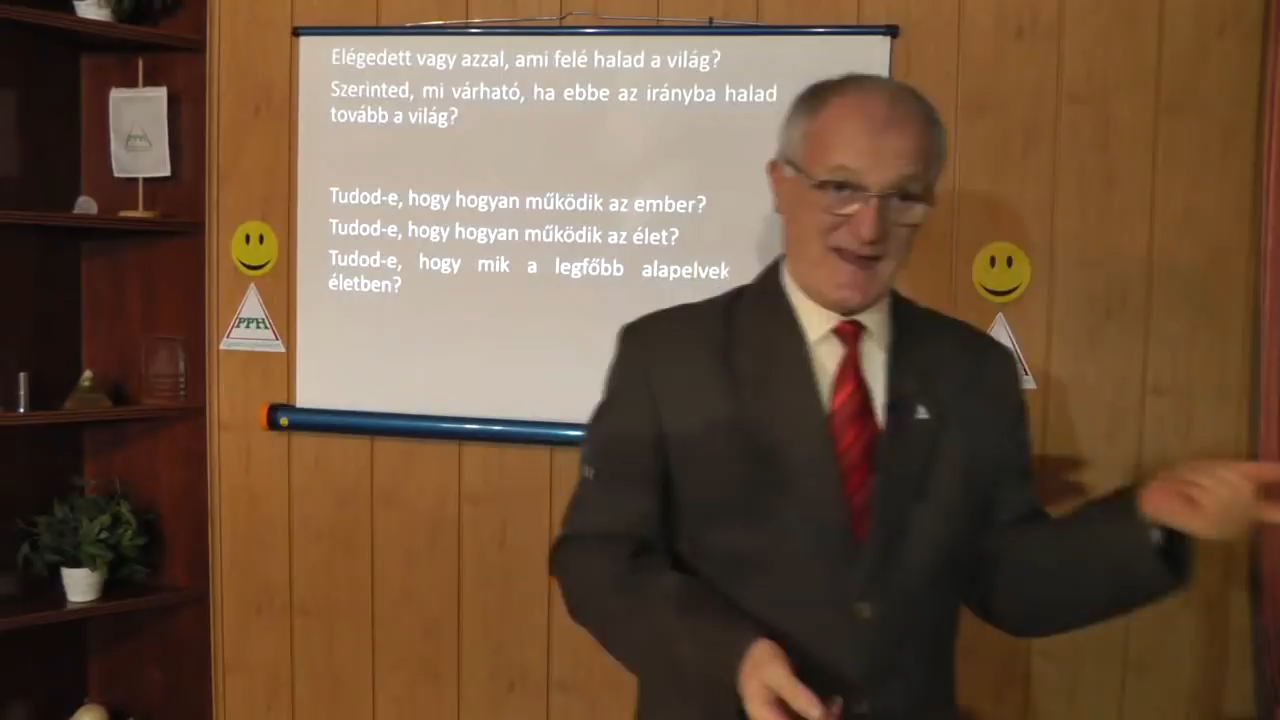 Elégedett vagy azzal, ami felé halad a világ?
Szerinted, mi várható, ha ebbe az irányba halad
tovább a világ?
Tudod-e, hogy hogyan működik az ember?
Tudod-e, hogy hogyan működik az élet?
Tudod-e, hogy mik a legfőbb alapelvek
életben?
PPH
PPH